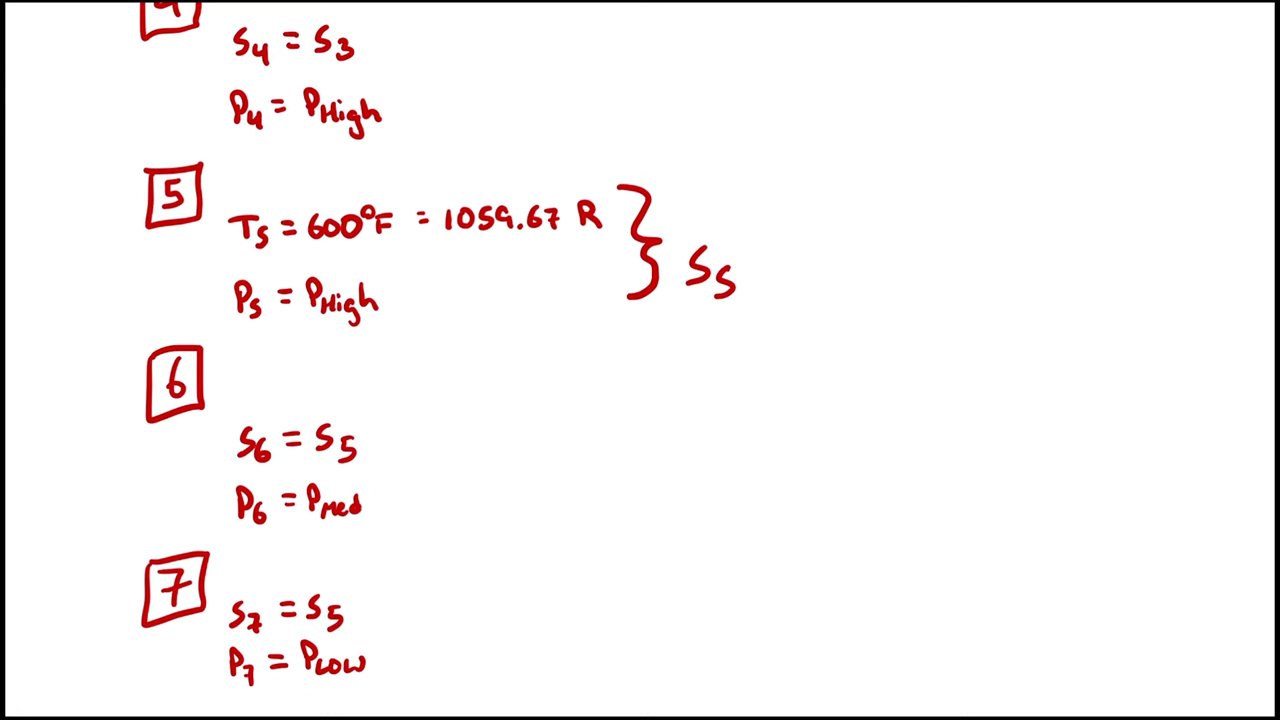 4
S4 = S3
P4 = PHigh
5
T5 = 600°F = 1059.67 R
S5
P5 = PHigh
6
S6 = S5
P6 = PMed
7
S7 = S5
P7 = PLOW